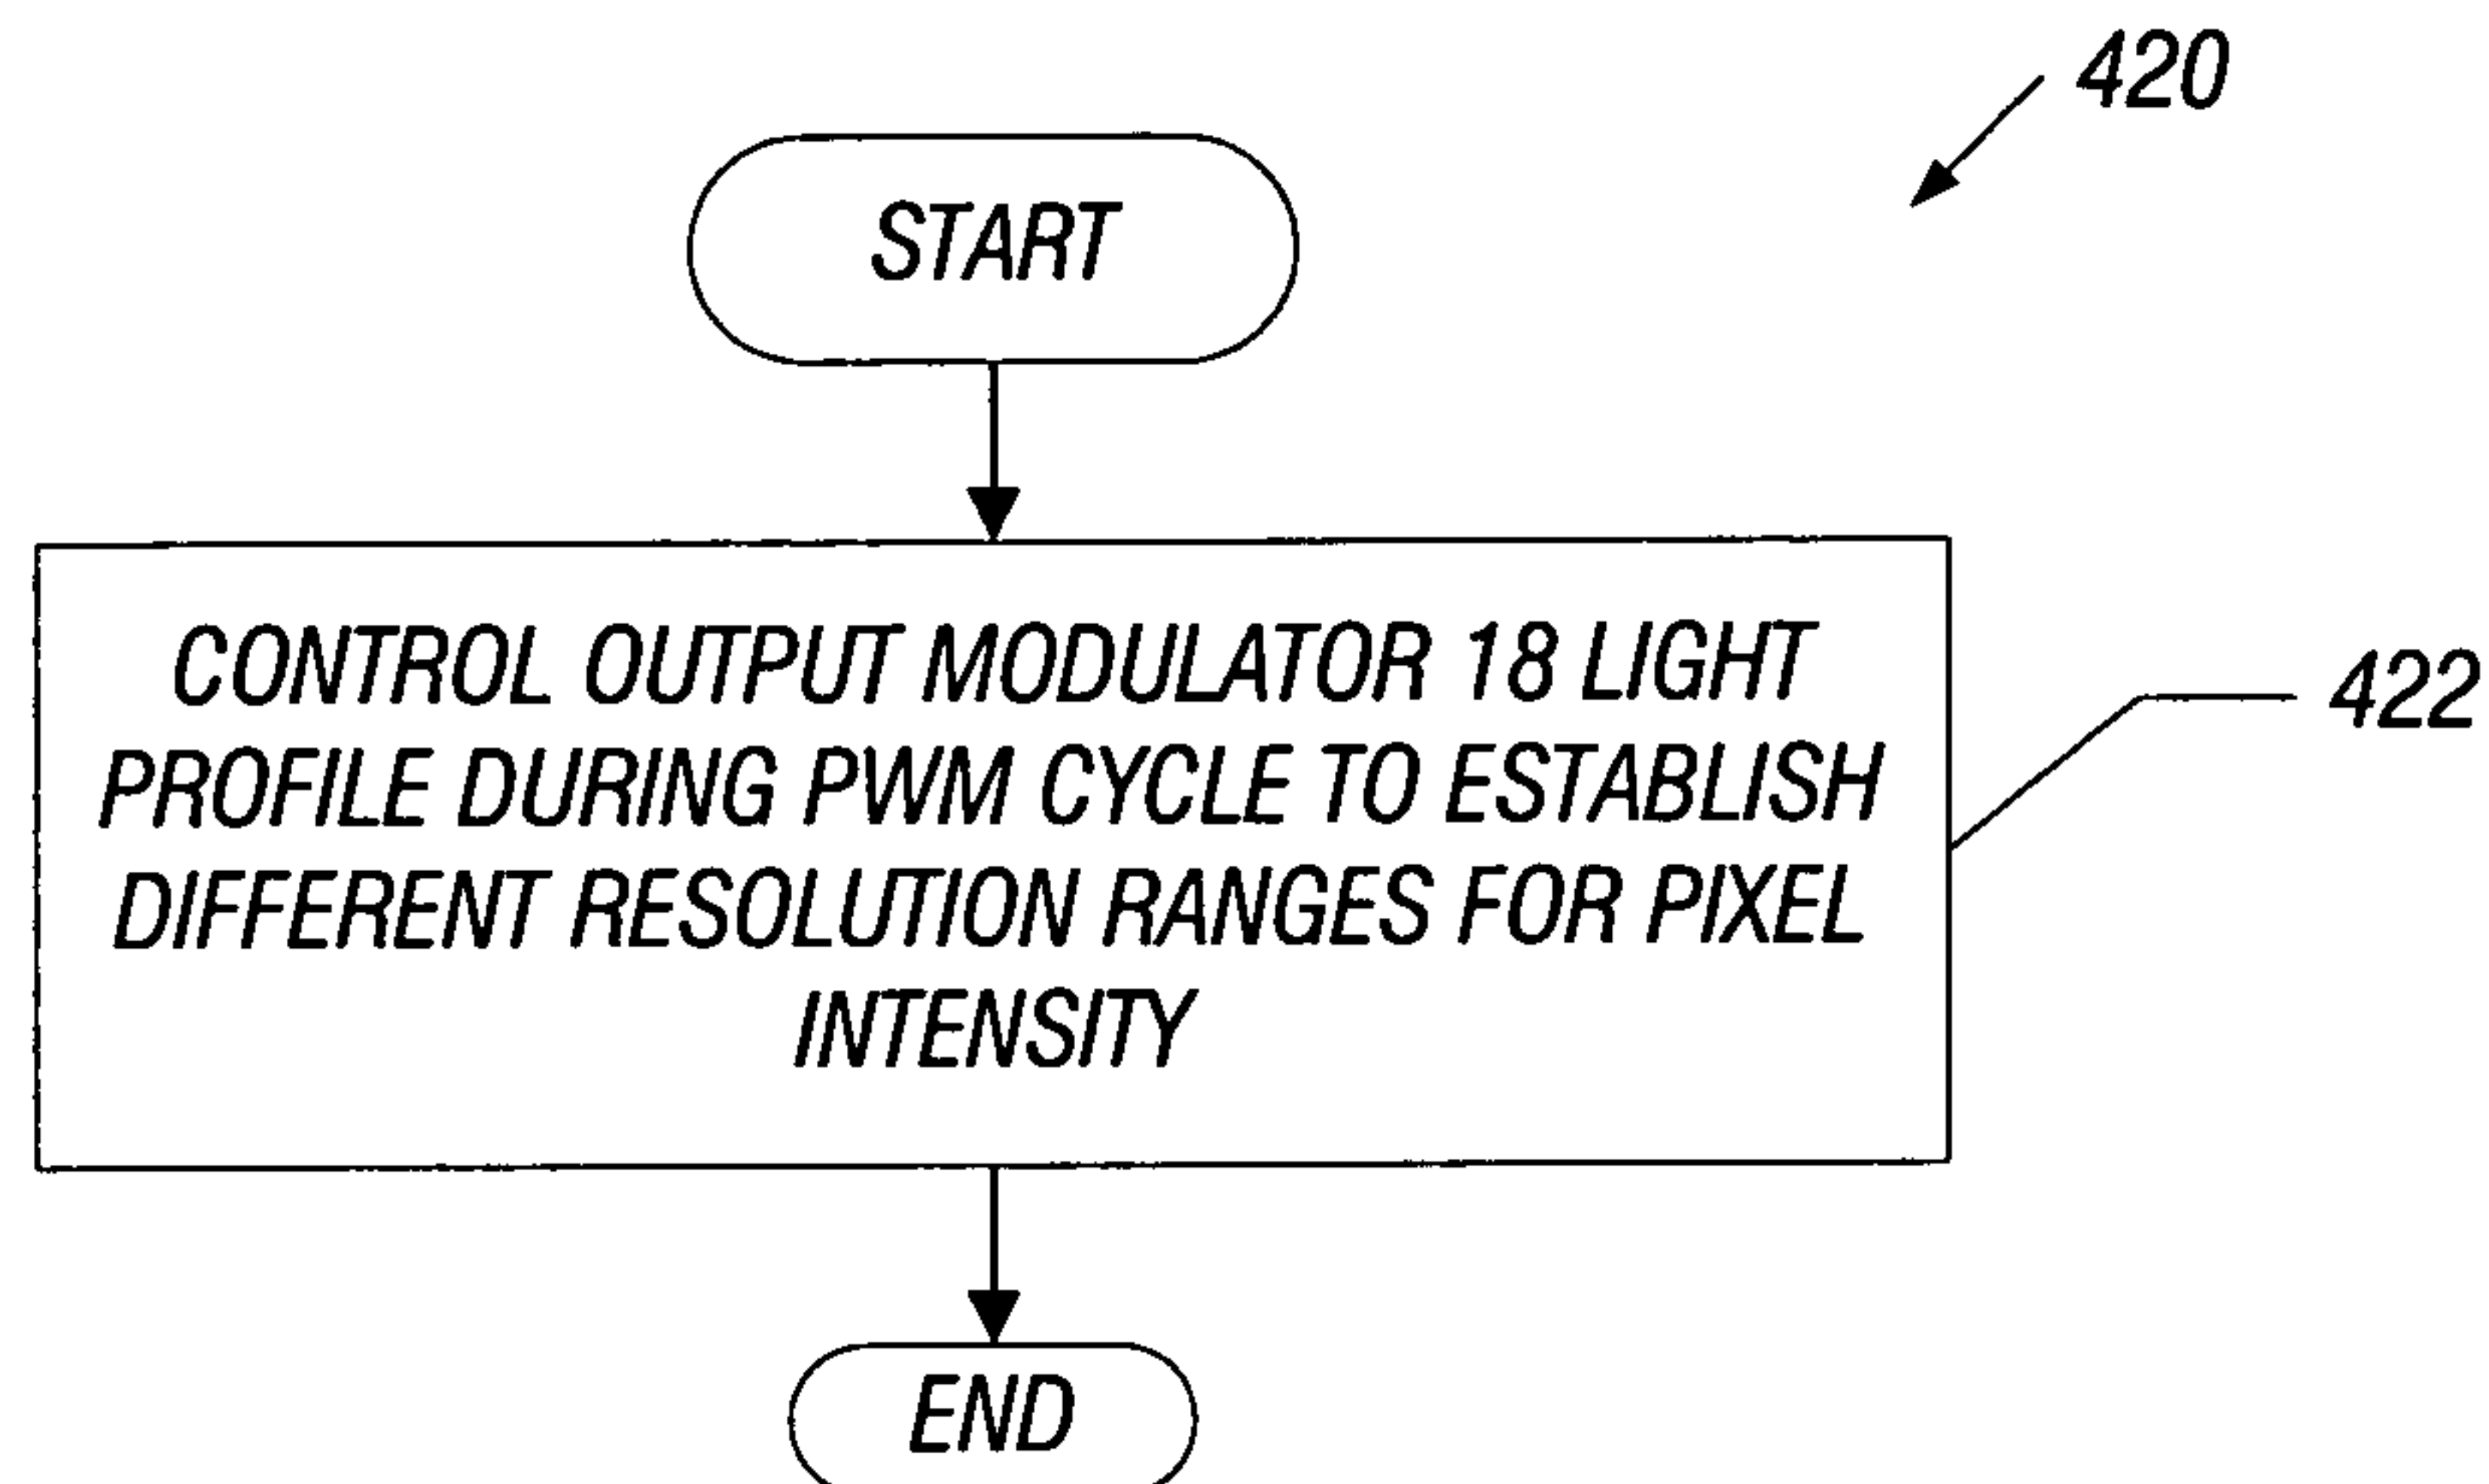 420
START
CONTROL OUTPUT MODULATOR 18 LIGHT
PROFILE DURING PWM CYCLE TO ESTABLISH
DIFFERENT RESOLUTION RANGES FOR PIXEL
INTENSITY
422
END